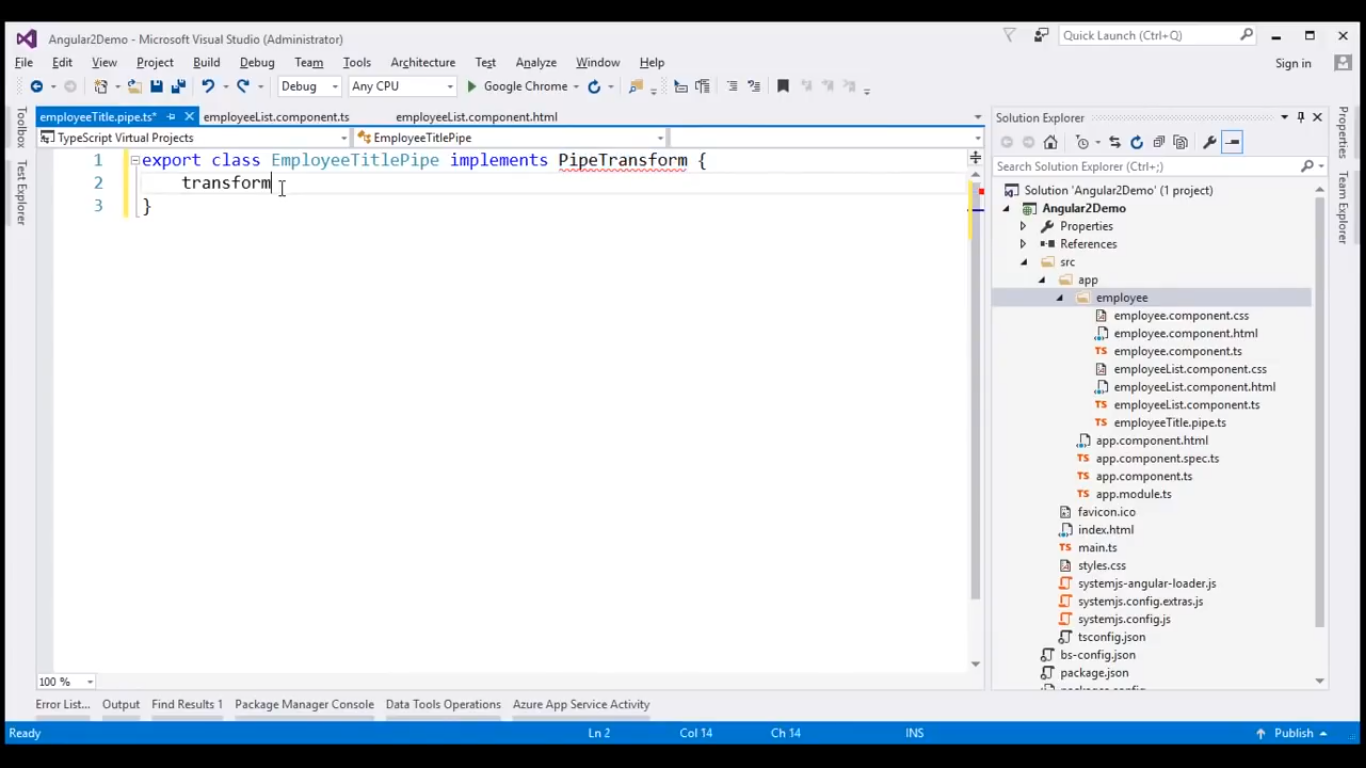 Angular2Demo - Microsoft Visual Studio (Administrator)
Quick Launch (Ctrl+Q)
File Edit View Project Build Debug Team Tools Architecture Test Analyze Window Help
Sign in
Debug Any CPU Google Chrome
Toolbox
Test Explorer
employeeTitle.pipe.ts* employeeList.component.ts employeeList.component.html
TypeScript Virtual Projects EmployeeTitlePipe
1 export class EmployeeTitlePipe implements PipeTransform {
2 transform
3 }
100 %
Solution Explorer
Search Solution Explorer (Ctrl+;)
Solution 'Angular2Demo' (1 project)
Angular2Demo
Properties
References
src
app
employee
employee.component.css
employee.component.html
employee.component.ts
employeeList.component.css
employeeList.component.html
employeeList.component.ts
employeeTitle.pipe.ts
app.component.html
app.component.spec.ts
app.component.ts
app.module.ts
favicon.ico
index.html
main.ts
styles.css
systemjs-angular-loader.js
systemjs.config.extras.js
systemjs.config.js
tsconfig.json
bs-config.json
package.json
Properties
Team Explorer
Error List... Output Find Results 1 Package Manager Console Data Tools Operations Azure App Service Activity
Ready Ln 2 Col 14 Ch 14 INS Publish